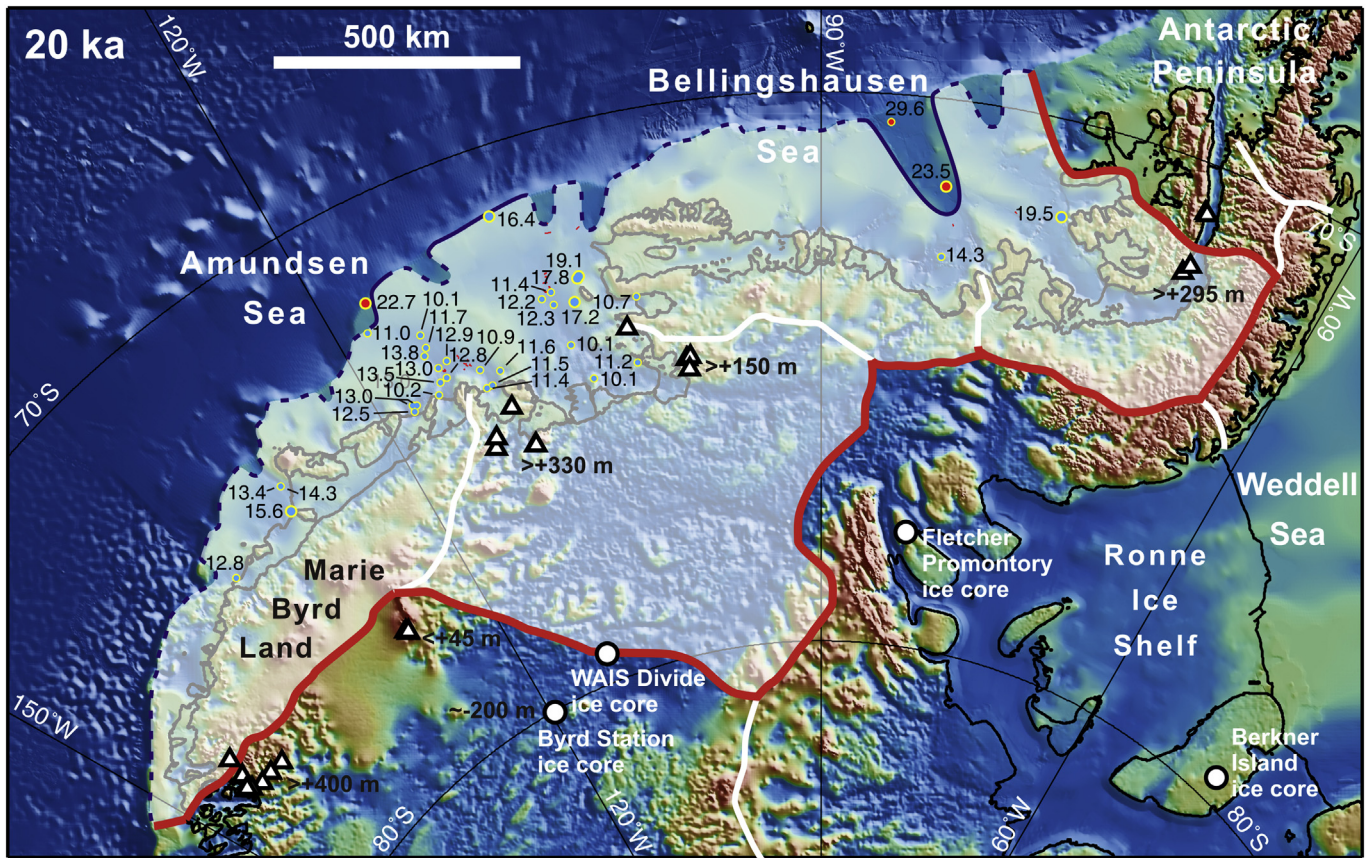 20 ka
120°W
500 km
90°W
Antarctic
Peninsula
Bellingshausen
Sea
29.6
23.5
19.5
14.3
16.4
70°S
60°W
>+295 m
Amundsen
Sea
22.7
19.1
17.8
11.4
12.2
12.3
17.2
10.7
10.1
11.7
12.9
10.9
11.0
13.8
12.8
11.6
10.1
13.0
11.5
11.2
13.5
11.4
10.1
10.2
13.0
12.5
>+150 m
70°S
>+330 m
13.4
14.3
15.6
12.8
Marie
Byrd
Land
Weddell
Sea
Fletcher
Promontory
ice core
Ronne
Ice
Shelf
<+45 m
WAIS Divide
ice core
~-200 m
Byrd Station
ice core
150°W
>+400 m
80°S
120°W
60°W
Berkner
Island
ice core
80°S